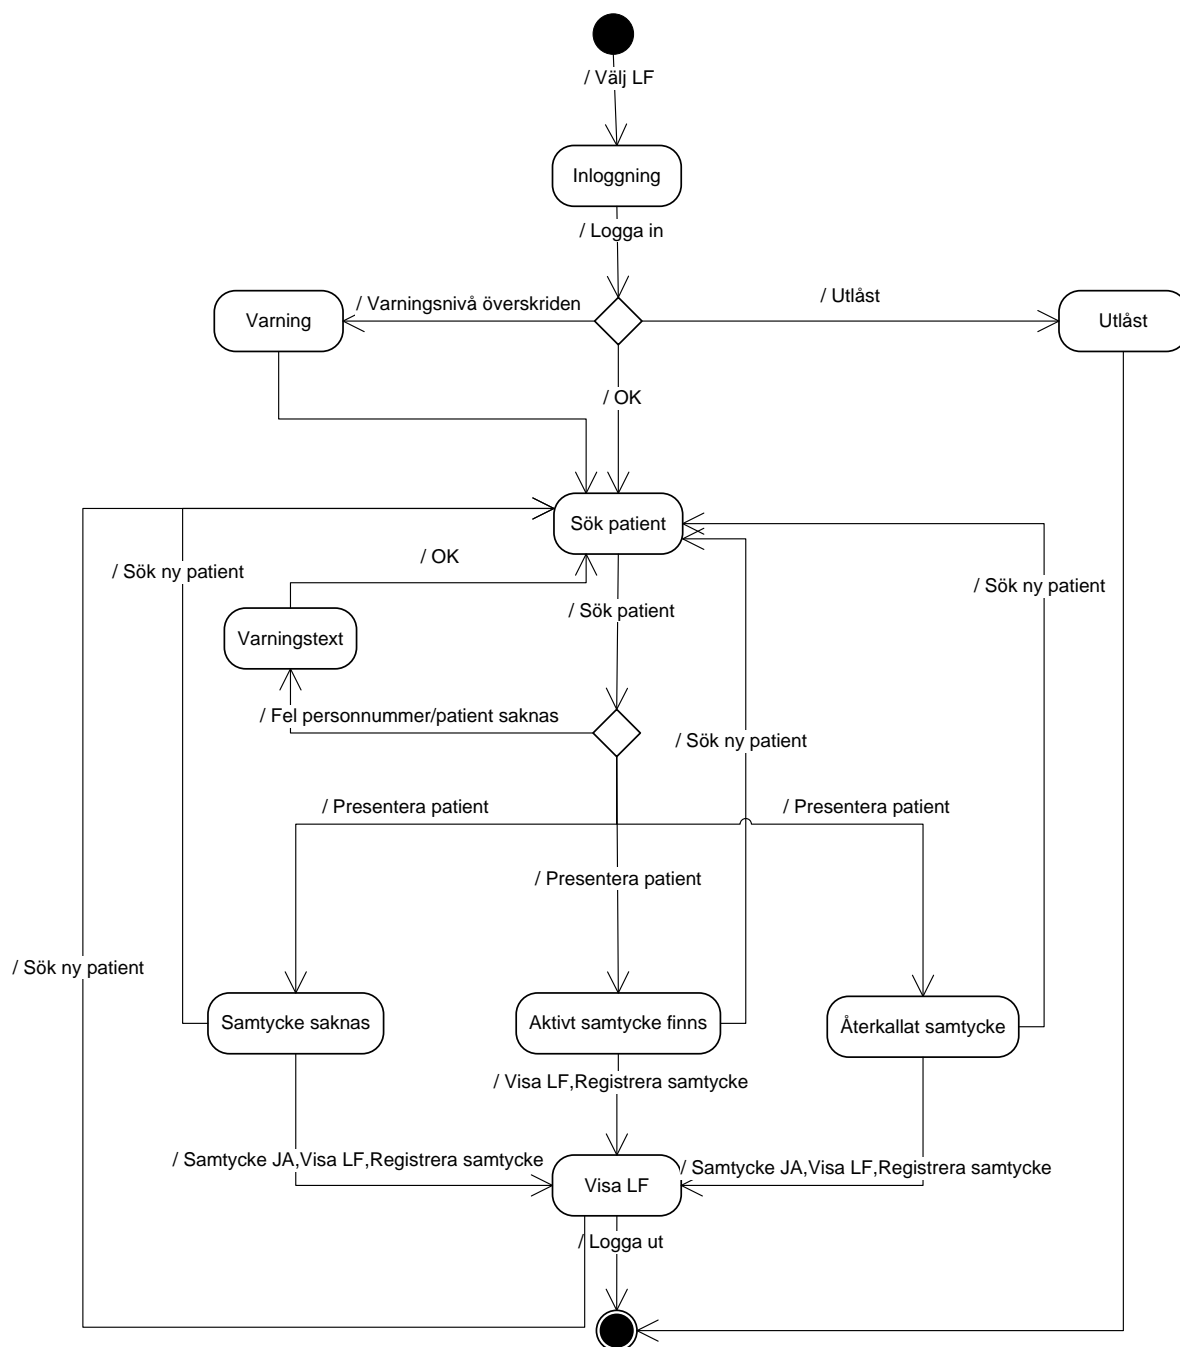 / Välj LF
Inloggning
/ Logga in
/ Varningsnivå överskriden
/ Utlåst
Varning
Utlåst
/ OK
Sök patient
/ OK
/ Sök ny patient
/ Sök ny patient
/ Sök patient
Varningstext
/ Fel personnummer/patient saknas
/ Sök ny patient
/ Presentera patient
/ Presentera patient
/ Presentera patient
/ Sök ny patient
Samtycke saknas
Aktivt samtycke finns
Återkallat samtycke
/ Visa LF,Registrera samtycke
/ Samtycke JA,Visa LF,Registrera samtycke
/ Samtycke JA,Visa LF,Registrera samtycke
Visa LF
/ Logga ut